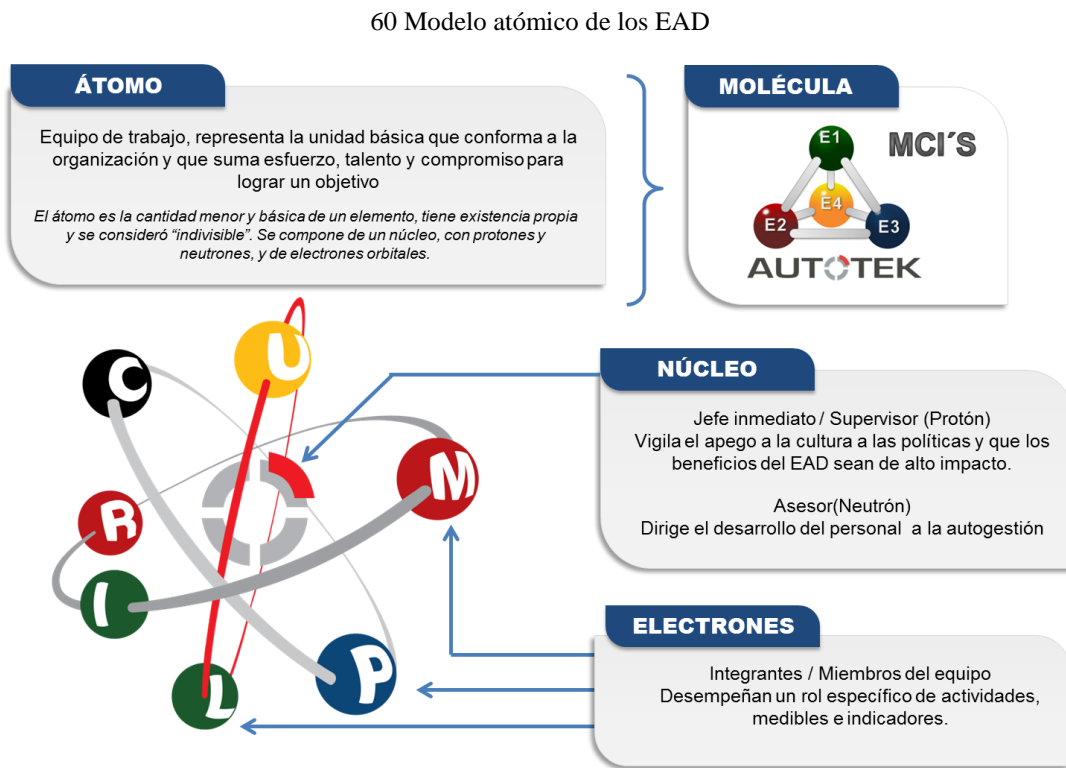 60 Modelo atómico de los EAD
ÁTOMO
Equipo de trabajo, representa la unidad básica que conforma a la
organización y que suma esfuerzo, talento y compromiso para
lograr un objetivo
El átomo es la cantidad menor y básica de un elemento, tiene existencia propia
y se consideró “indivisible”. Se compone de un núcleo, con protones y
neutrones, y de electrones orbitales.
MOLÉCULA
E1
MCI´S
E4
E2
E3
AUTOTEK
C
U
R
M
I
L
P
NÚCLEO
Jefe inmediato / Supervisor (Protón)
Vigila el apego a la cultura a las políticas y que los
beneficios del EAD sean de alto impacto.
Asesor(Neutrón)
Dirige el desarrollo del personal a la autogestión
ELECTRONES
Integrantes / Miembros del equipo
Desempeñan un rol específico de actividades,
medibles e indicadores.